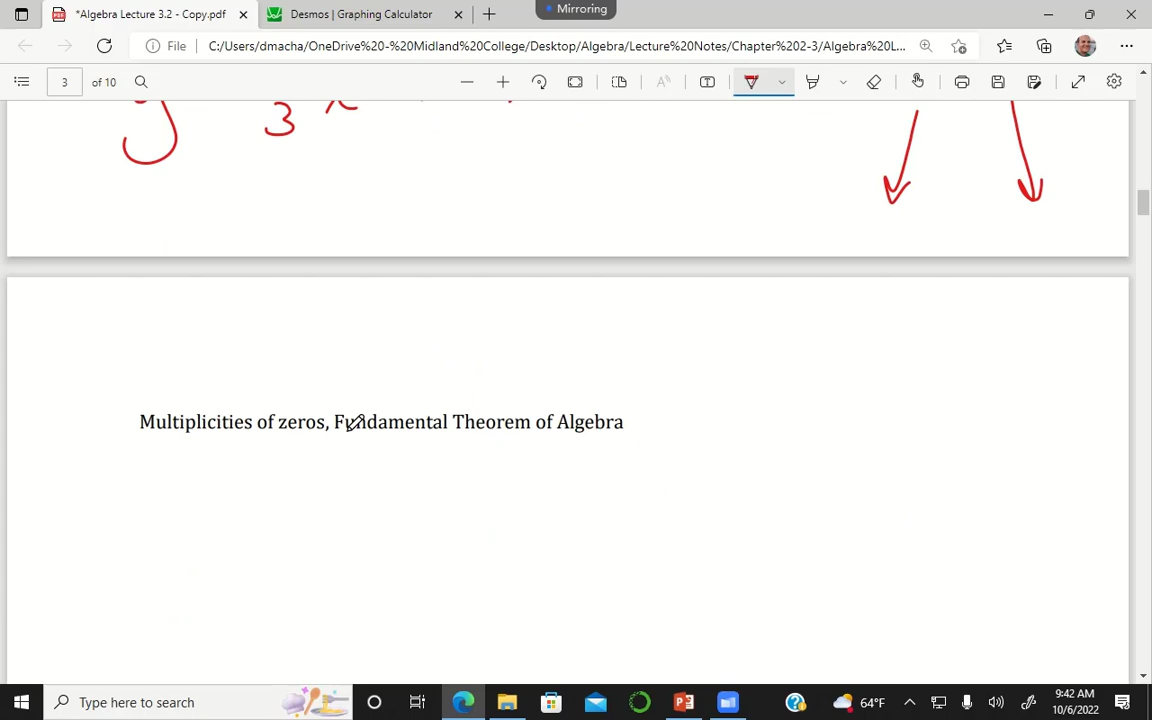 Mirroring
*Algebra Lecture 3.2 - Copy.pdf
Desmos | Graphing Calculator
File
C:/Users/dmacha/OneDrive%20-%20Midland%20College/Desktop/Algebra/Lecture%20Notes/Chapter%202-3/Algebra%20L...
3 of 10
3 x
Multiplicities of zeros, Fundamental Theorem of Algebra
Type here to search
64°F
9:42 AM
10/6/2022